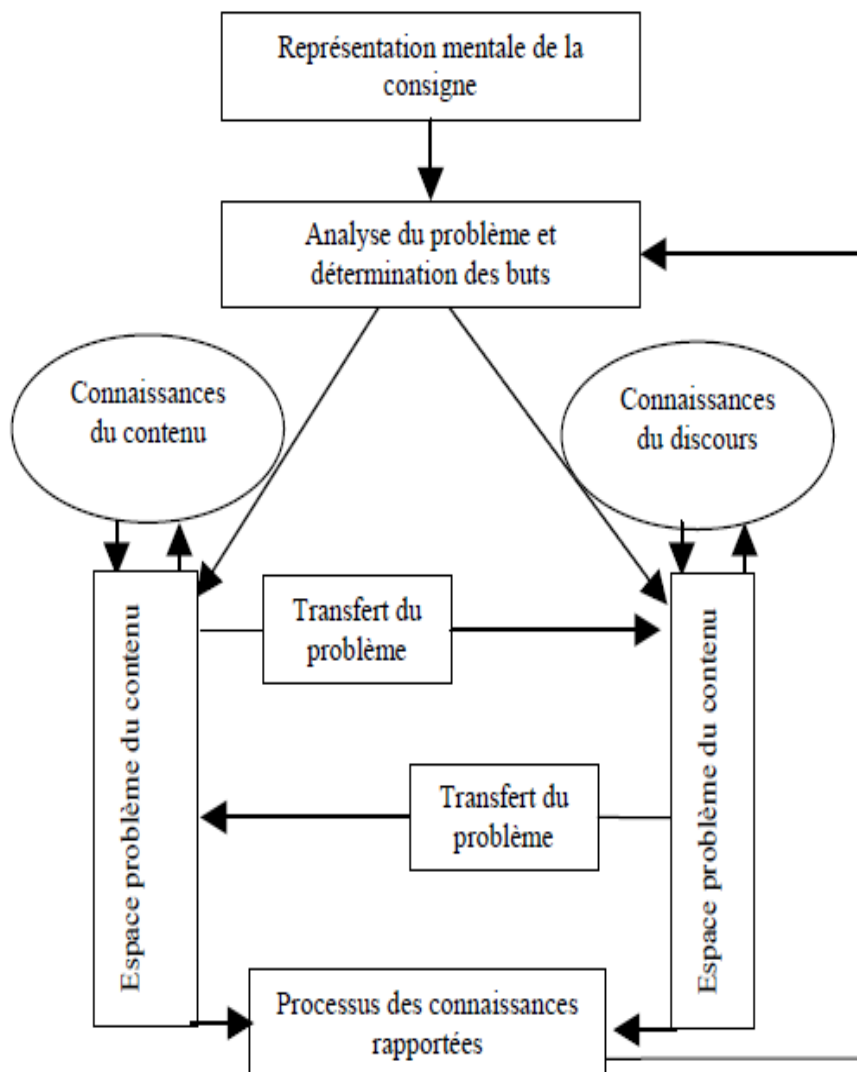 Représentation mentale de la
consigne
Analyse du problème et
détermination des buts
Connaissances
du contenu
Connaissances
du discours
Espace problème du contenu
Transfert du
problème
Transfert du
problème
Espace problème du contenu
Processus des connaissances
rapportées